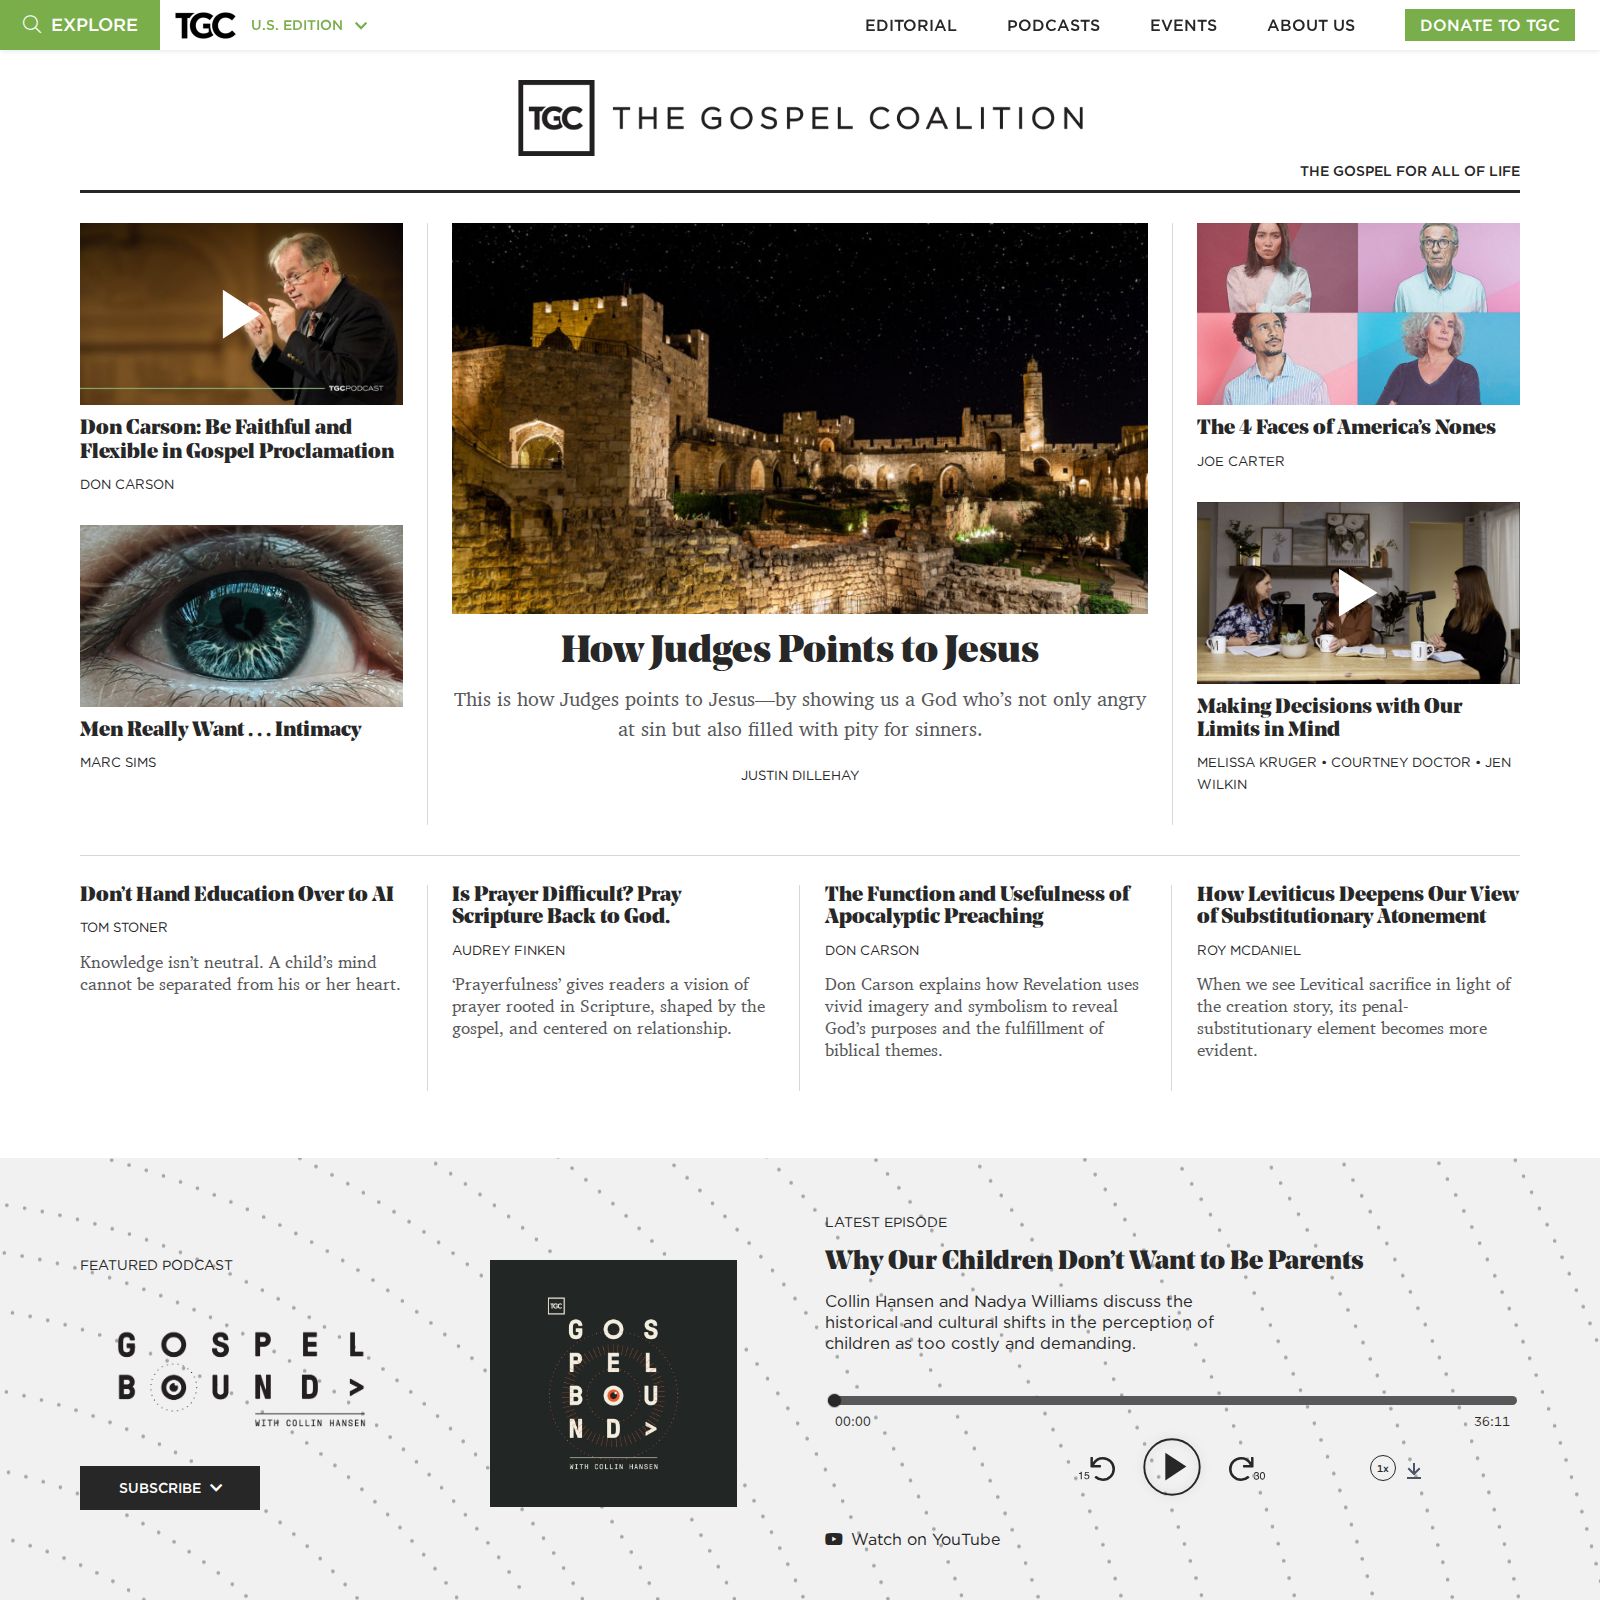 EXPLORE
TGC
U.S. EDITION
EDITORIAL
PODCASTS
EVENTS
ABOUT US
DONATE TO TGC
TGC THE GOSPEL COALITION
THE GOSPEL FOR ALL OF LIFE
TGCPODCAST
Don Carson: Be Faithful and
Flexible in Gospel Proclamation
DON CARSON
Men Really Want . . . Intimacy
MARC SIMS
How Judges Points to Jesus
This is how Judges points to Jesus—by showing us a God who’s not only angry
at sin but also filled with pity for sinners.
JUSTIN DILLEHAY
The 4 Faces of America’s Nones
JOE CARTER
Making Decisions with Our
Limits in Mind
MELISSA KRUGER • COURTNEY DOCTOR • JEN
WILKIN
Don’t Hand Education Over to AI
TOM STONER
Knowledge isn’t neutral. A child’s mind
cannot be separated from his or her heart.
Is Prayer Difficult? Pray
Scripture Back to God.
AUDREY FINKEN
‘Prayerfulness’ gives readers a vision of
prayer rooted in Scripture, shaped by the
gospel, and centered on relationship.
The Function and Usefulness of
Apocalyptic Preaching
DON CARSON
Don Carson explains how Revelation uses
vivid imagery and symbolism to reveal
God’s purposes and the fulfillment of
biblical themes.
How Leviticus Deepens Our View
of Substitutionary Atonement
ROY MCDANIEL
When we see Levitical sacrifice in light of
the creation story, its penal-
substitutionary element becomes more
evident.
FEATURED PODCAST
GOSPEL
BOUND >
WITH COLLIN HANSEN
SUBSCRIBE
TGC
GOS
PEL
BOU
ND>
WITH COLLIN HANSEN
LATEST EPISODE
Why Our Children Don’t Want to Be Parents
Collin Hansen and Nadya Williams discuss the
historical and cultural shifts in the perception of
children as too costly and demanding.
00:00
36:11
15
30
1x
Watch on YouTube